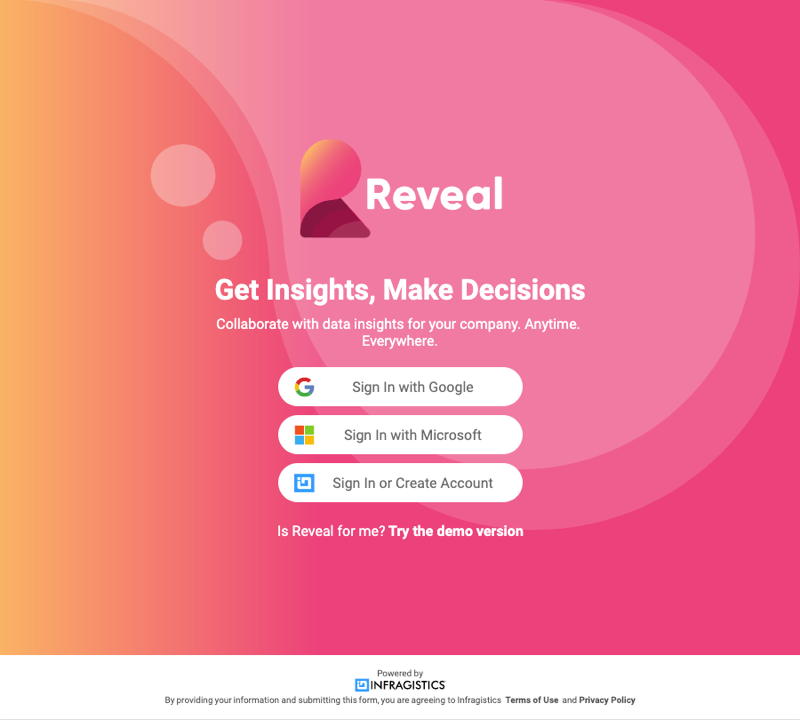 Reveal
Get Insights, Make Decisions
Collaborate with data insights for your company. Anytime.
Everywhere.
Sign In with Google
Sign In with Microsoft
Sign In or Create Account
Is Reveal for me? Try the demo version
Powered by
INFRAGISTICS
By providing your information and submitting this form, you are agreeing to Infragistics Terms of Use and Privacy Policy